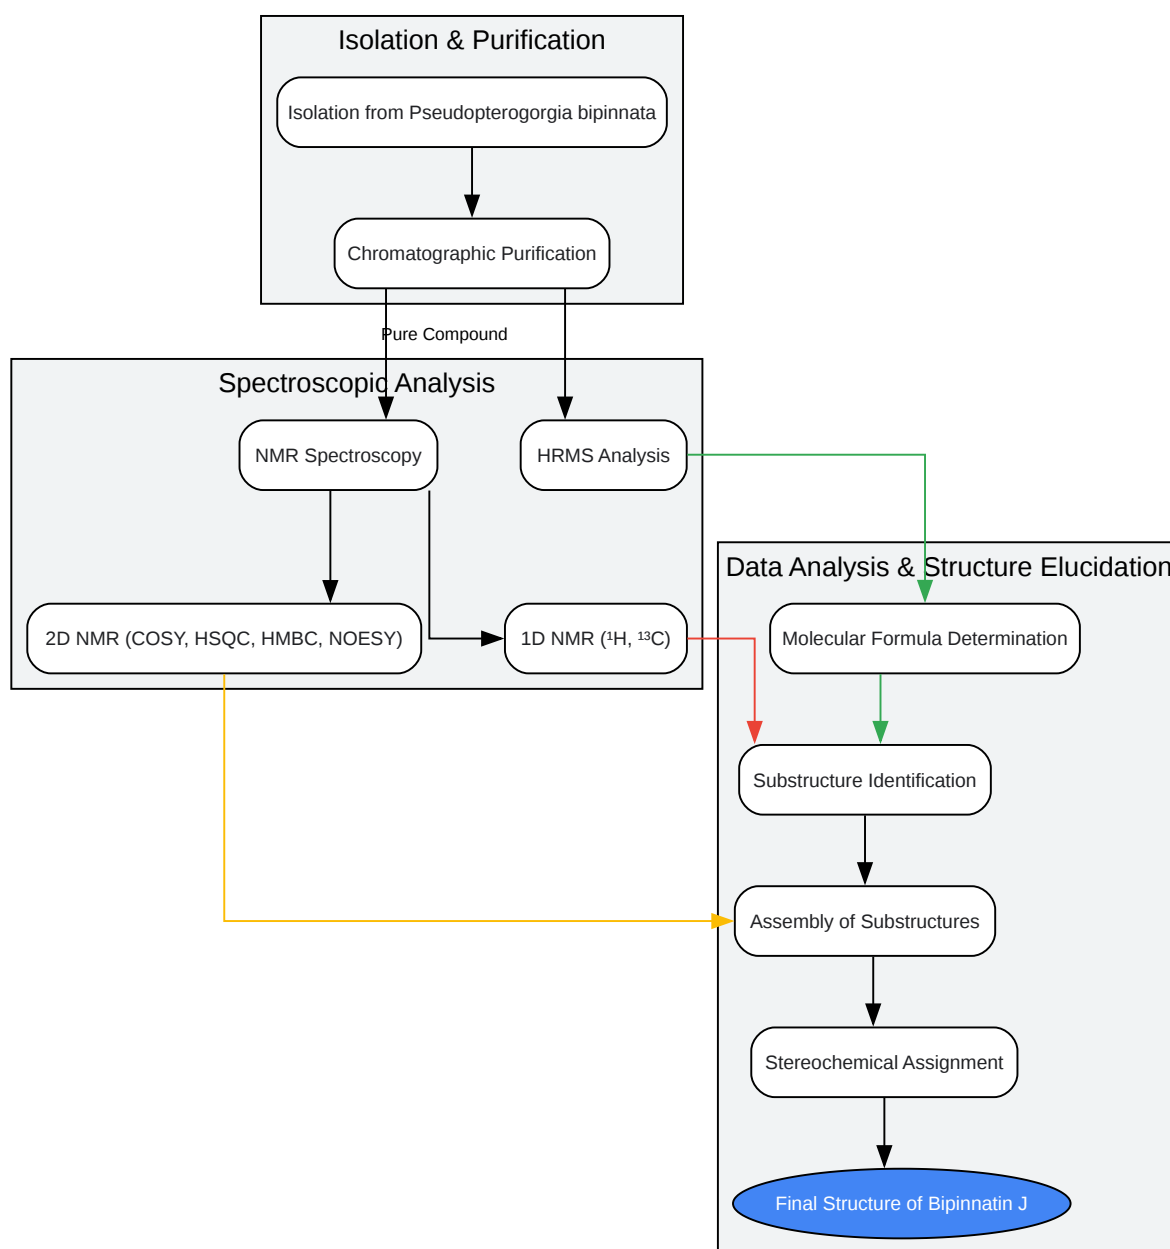 Isolation & Purification
Isolation from Pseudopterogorgia bipinnata
Chromatographic Purification
Pure Compound
Spectroscopic Analysis
NMR Spectroscopy
HRMS Analysis
2D NMR (COSY, HSQC, HMBC, NOESY)
1D NMR (¹H, ¹³C)
Data Analysis & Structure Elucidation
Molecular Formula Determination
Substructure Identification
Assembly of Substructures
Stereochemical Assignment
Final Structure of Bipinnatin J